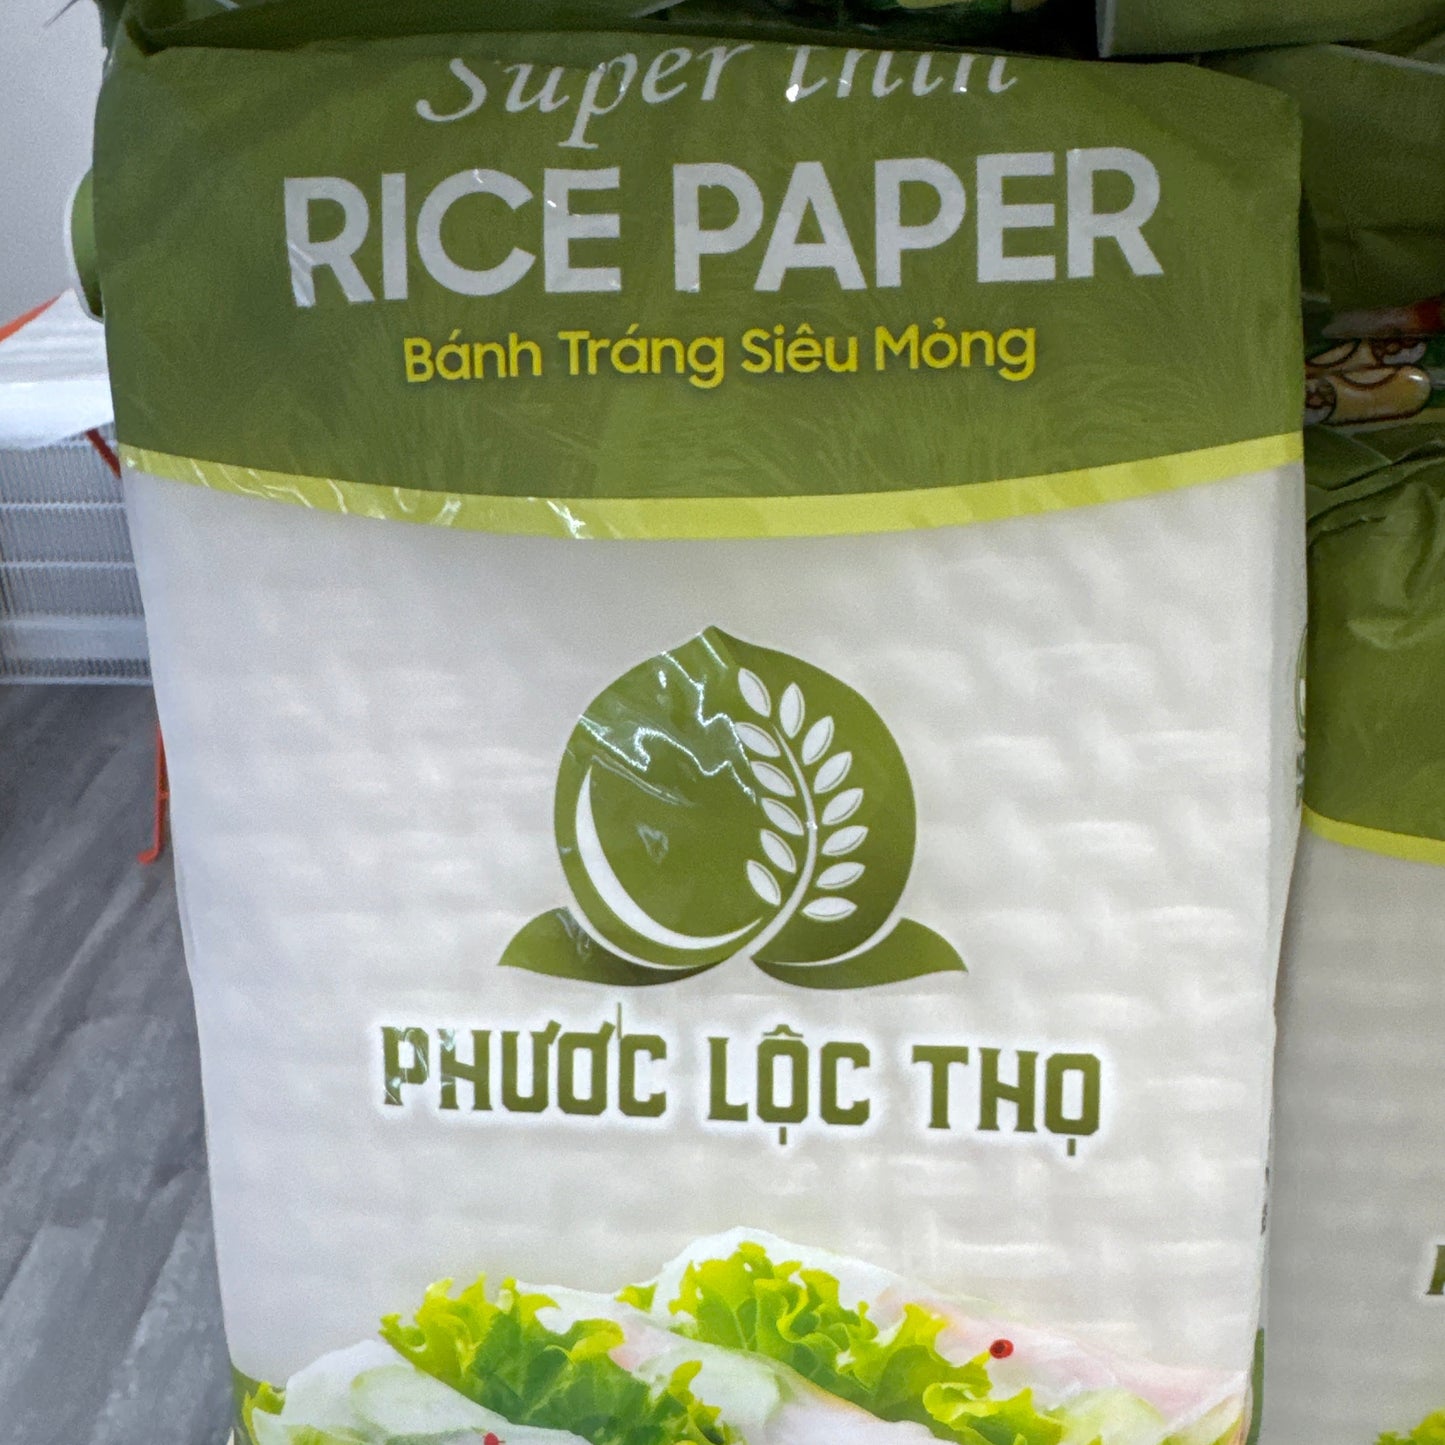 Super thin
RICE PAPER
Bánh Tráng Siêu Mỏng
PHƯỚC LỘC THỌ